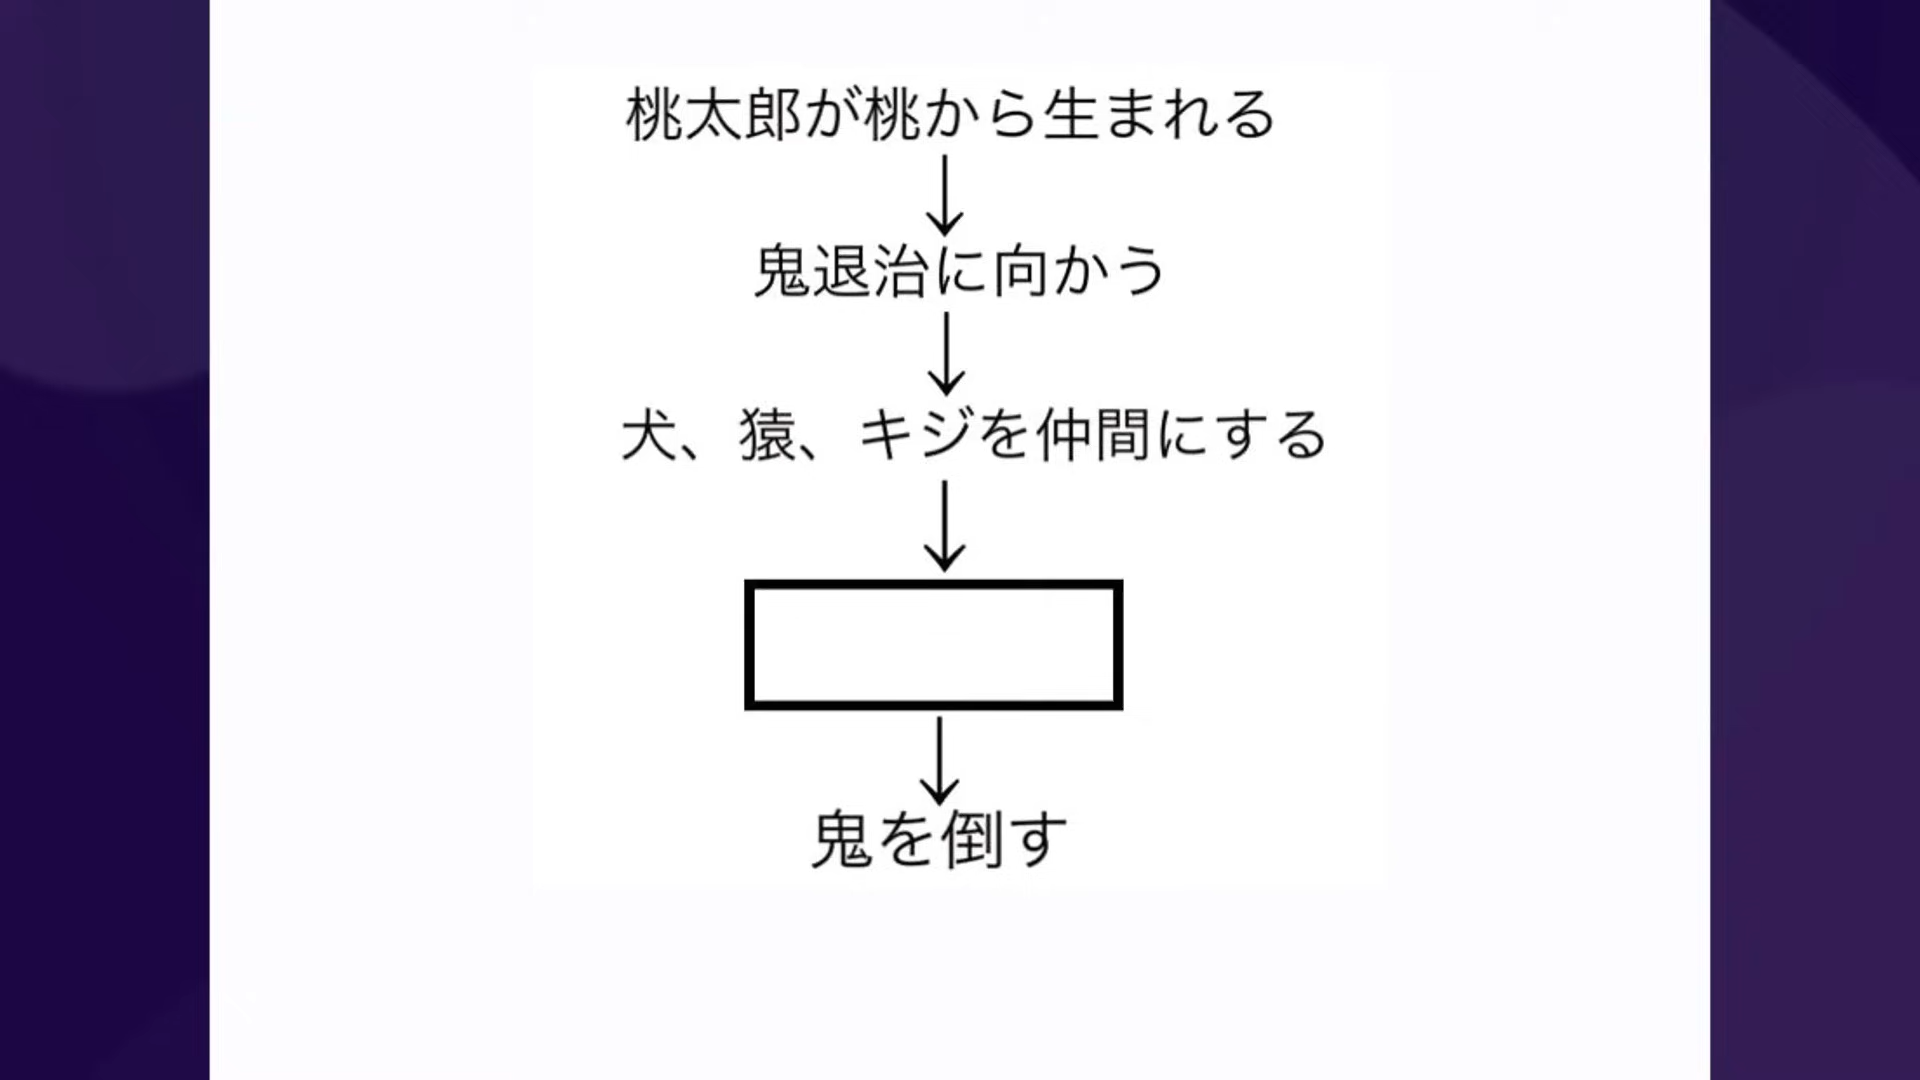 桃太郎が桃から生まれる
鬼退治に向かう
犬、猿、キジを仲間にする
鬼を倒す